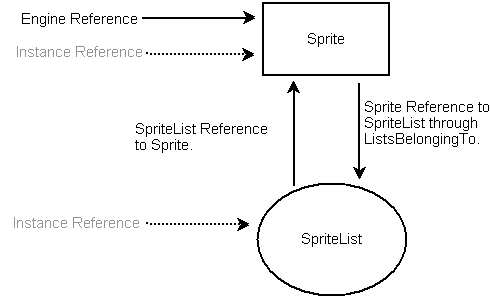 Engine Reference
Sprite
Instance Reference
SpriteList Reference
to Sprite.
Sprite Reference to
SpriteList through
ListsBelongingTo.
Instance Reference
SpriteList